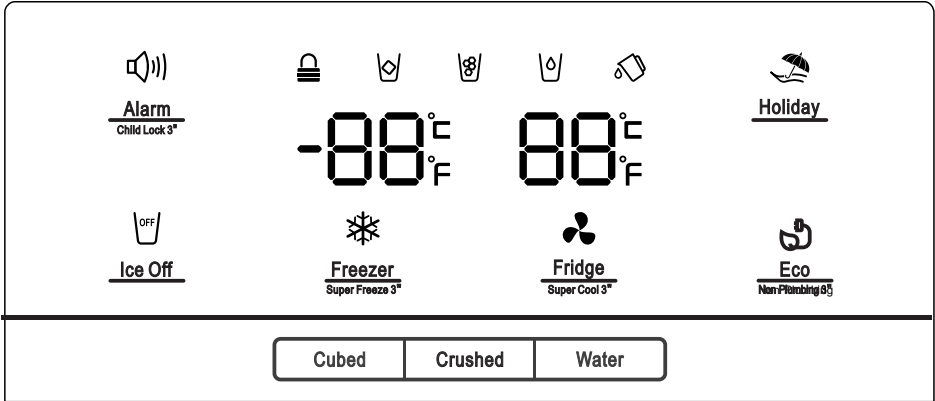 Alarm
Child Lock 3"
-88°C°F
88°C°F
Holiday
OFF
Ice Off
Freezer
Super Freeze 3"
Fridge
Super Cool 3"
Eco
Cubed
Crushed
Water